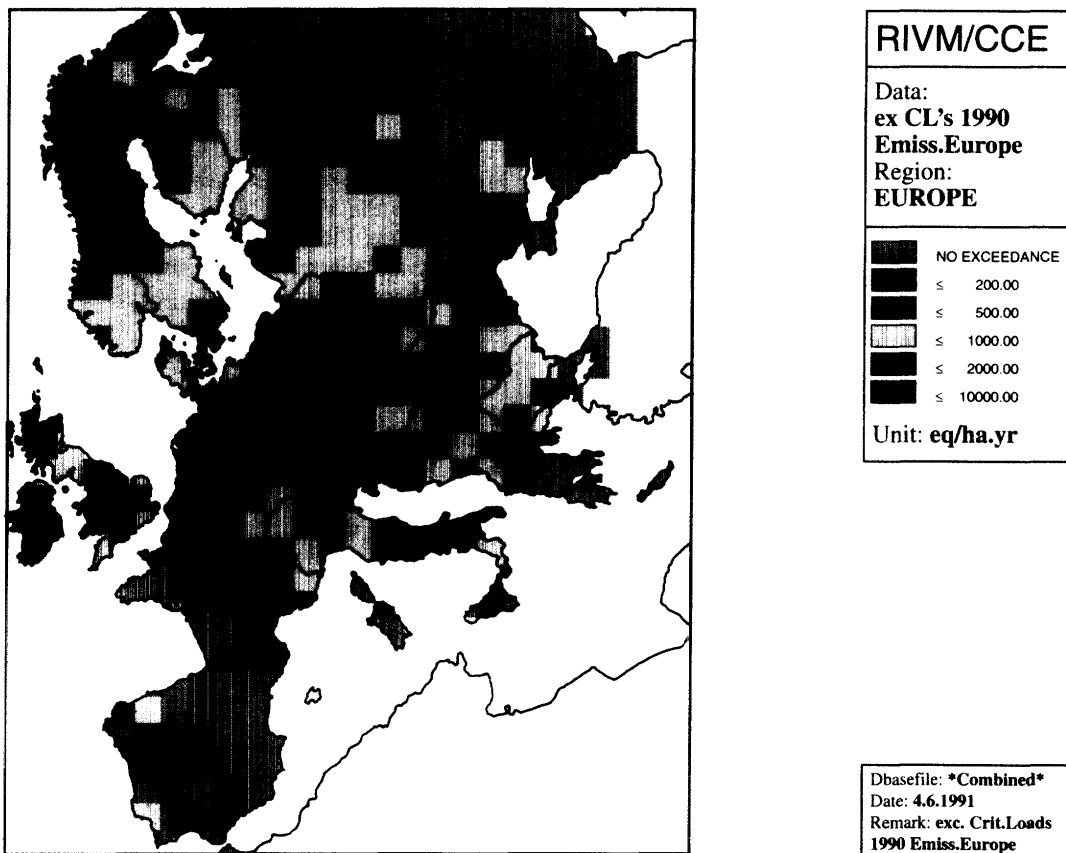 RIVM/CCE
Data:
ex CL's 1990
Emiss.Europe
Region:
EUROPE
NO EXCEEDANCE
≤ 200.00
≤ 500.00
≤ 1000.00
≤ 2000.00
≤ 10000.00
Unit: eq/ha.yr
Dbasefile: *Combined*
Date: 4.6.1991
Remark: exc. Crit.Loads
1990 Emiss.Europe